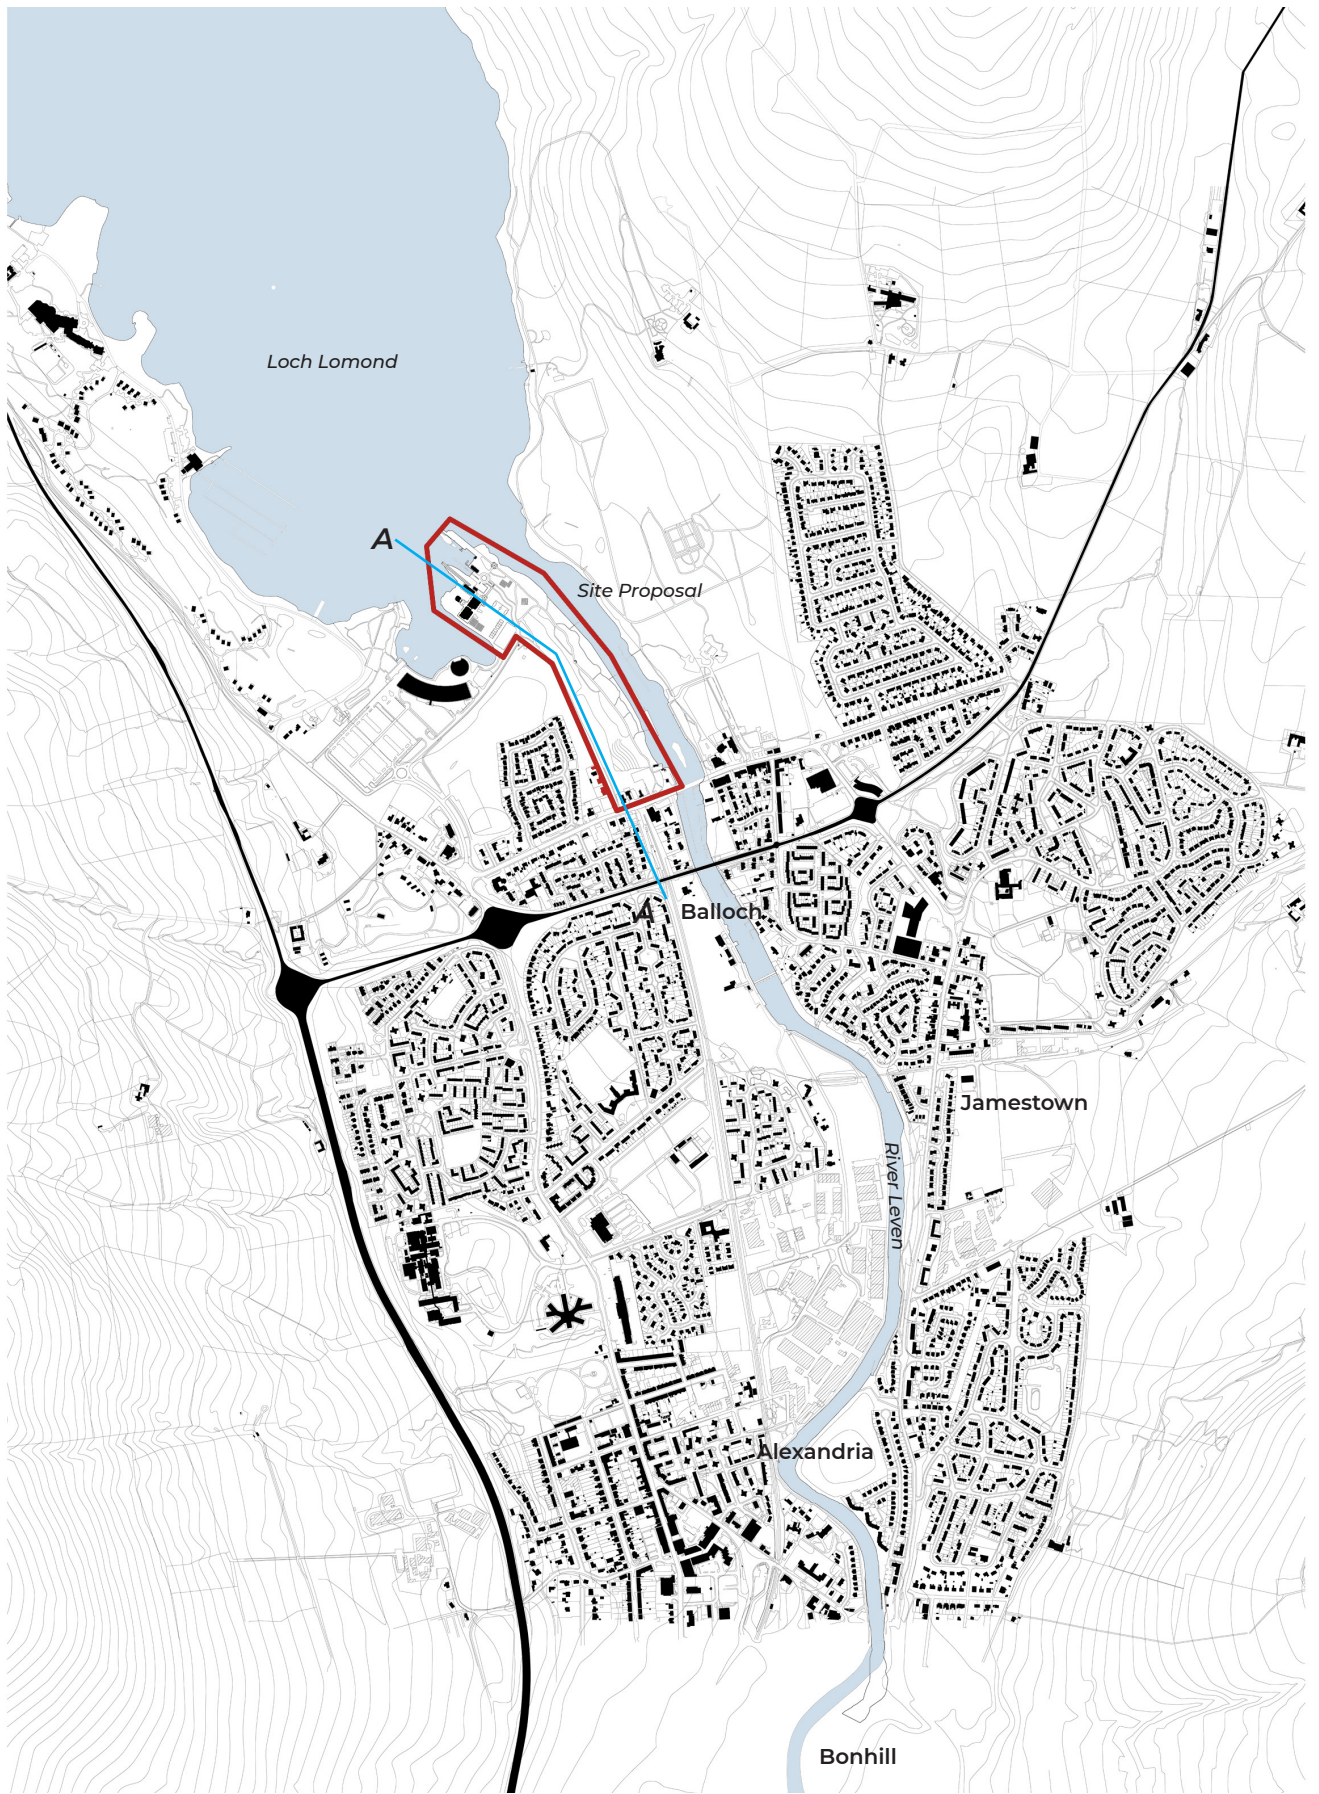 Loch Lomond
A
Site Proposal
A
Balloch
Jamestown
River Leven
Alexandria
Bonhill